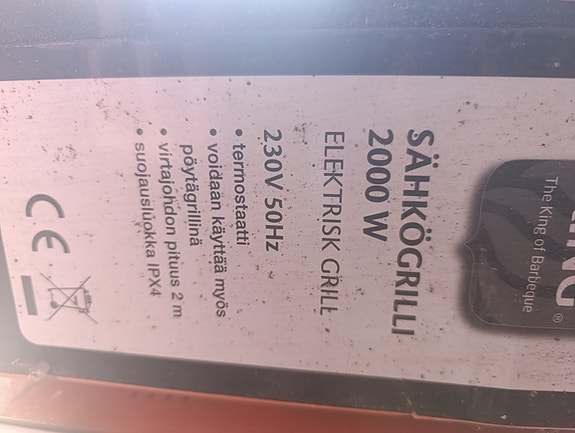 The King of Barbeque ®
SÄHKÖGRILLI
2000 W
ELEKTRISK GRILL
230V 50Hz
• termostaatti
• voidaan käyttää myös
pöytägrillinä
• virtajohdon pituus 2 m
• suojausluokka IPX4
CE